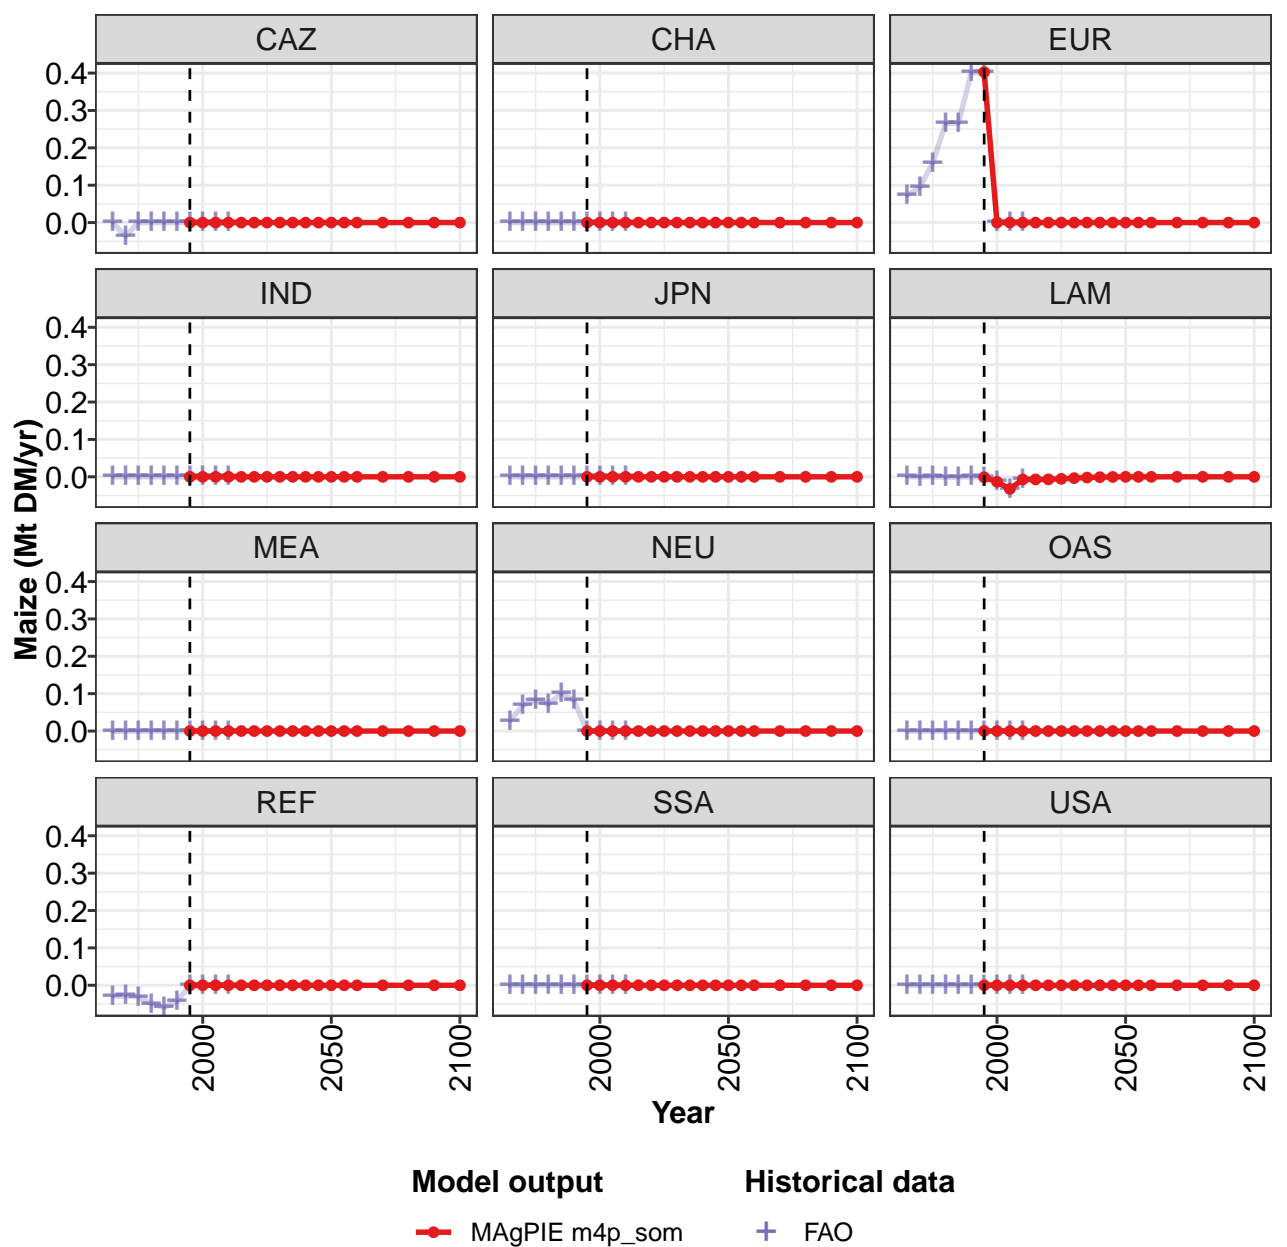 CAZ CHA EUR
0.4
0.3
0.2
0.1
0.0
IND JPN LAM
0.4
0.3
0.2
0.1
0.0
MEA NEU OAS
0.4
0.3
0.2
0.1
0.0
REF SSA USA
0.4
0.3
0.2
0.1
0.0
Maize (Mt DM/yr)
2000 2050 2100 2000 2050 2100 2000 2050 2100
Year
Model output Historical data
MAgPIE m4p_som FAO